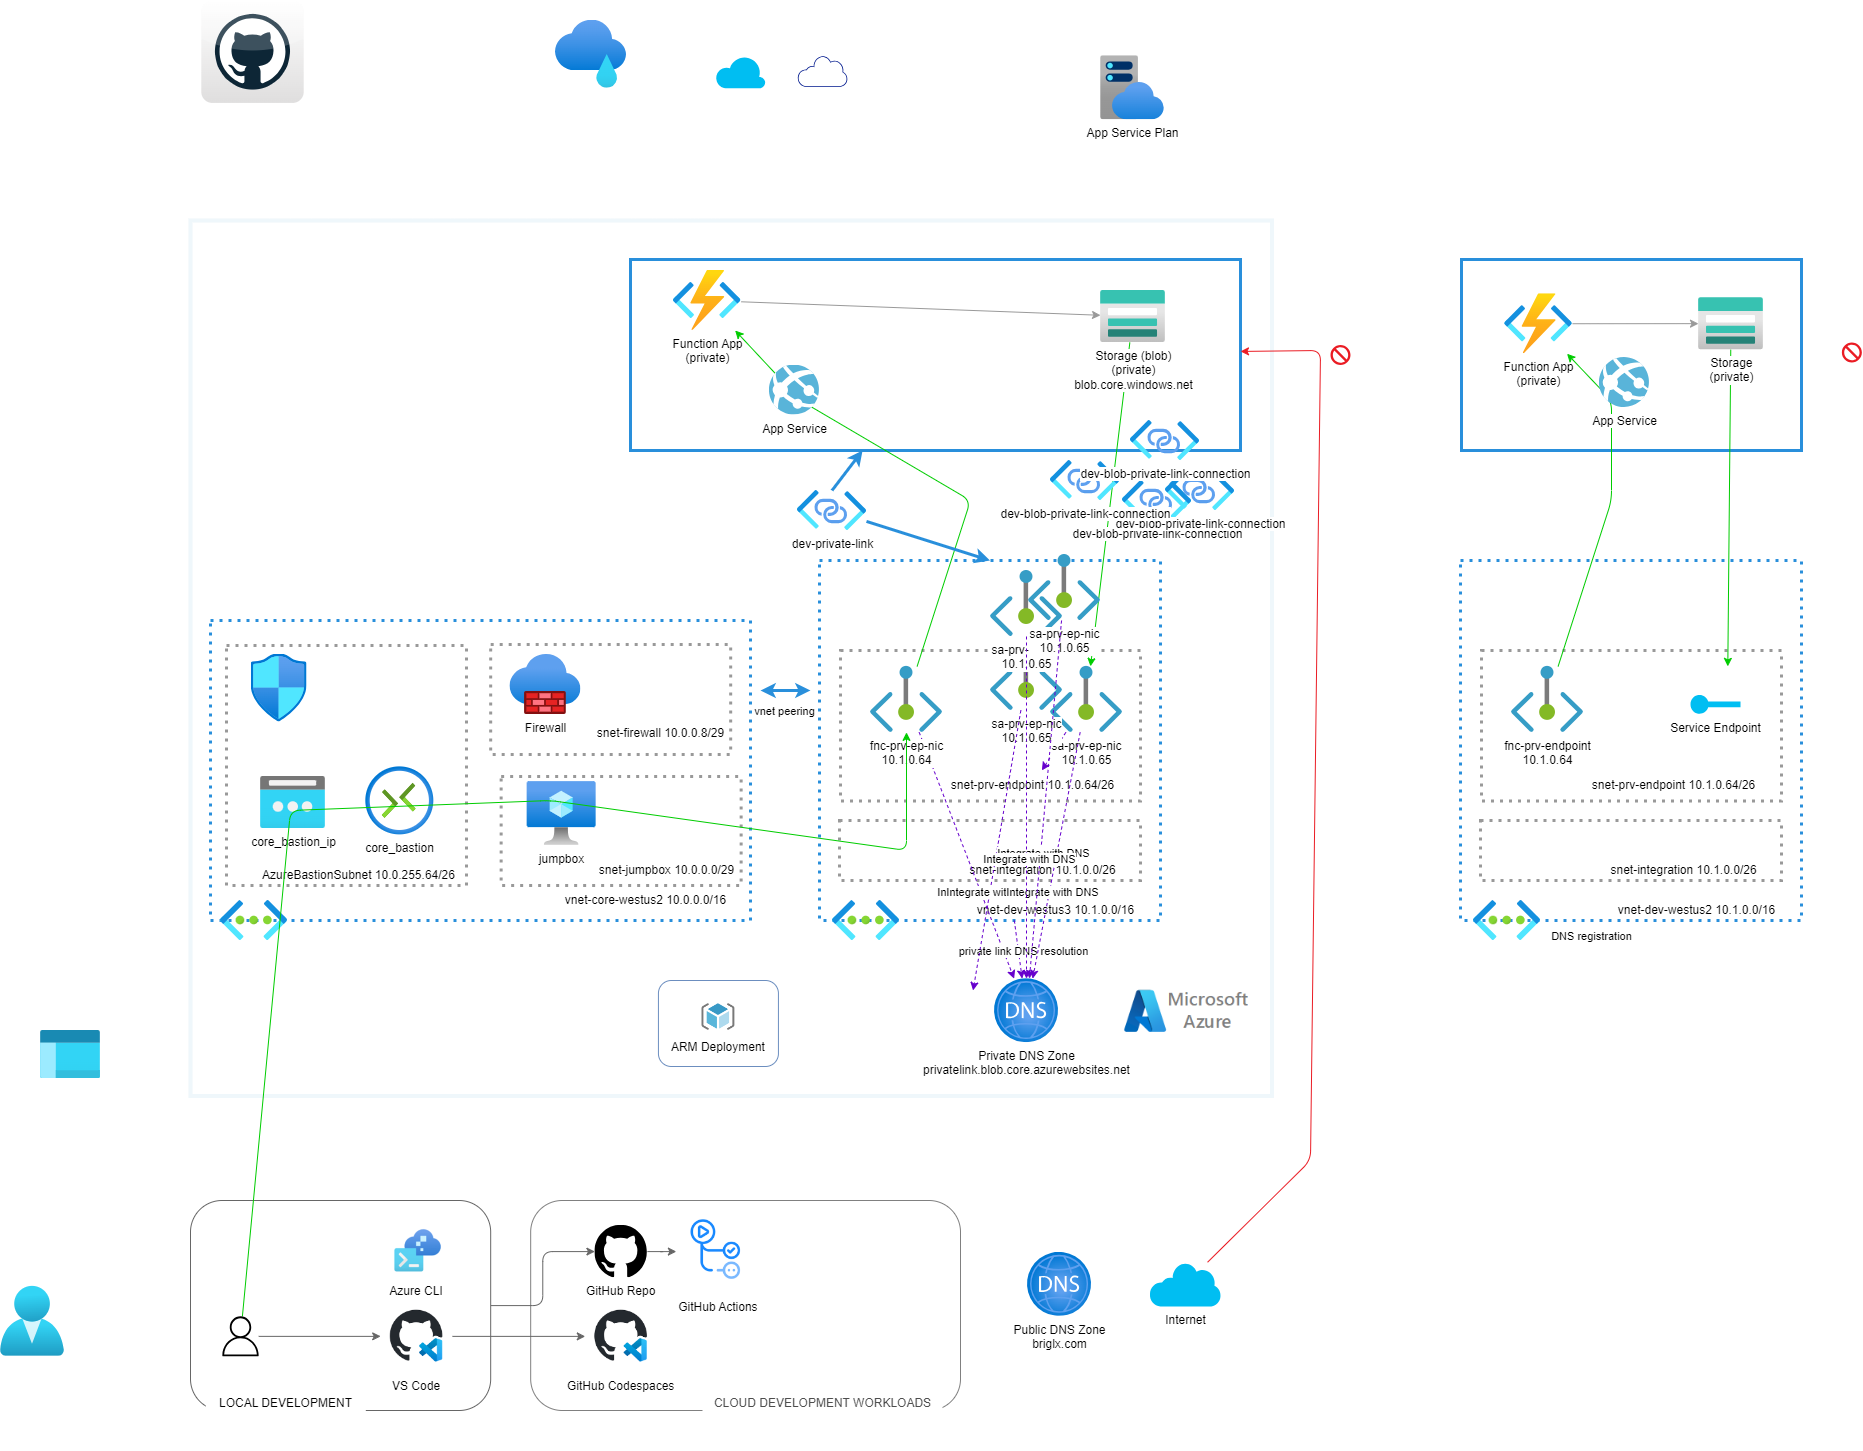 App Service Plan
Function App
(private)
App Service
Storage (blob)
(private)
blob.core.windows.net
Function App
(private)
App Service
Storage
(private)
dev-private-link
dev-blob-private-link-connection
dev-blob-private-link-connection
dev-blob-private-link-connection
dev-blob-private-link-connection
Firewall
snet-firewall 10.0.0.8/29
core_bastion_ip
core_bastion
AzureBastionSubnet 10.0.255.64/26
jumpbox
snet-jumpbox 10.0.0.0/29
vnet-core-westus2 10.0.0.0/16
vnet peering
sa-prv-ep-nic
10.1.0.65
sa-prv-
10.1.0.65
fnc-prv-ep-nic
10.1.0.64
sa-prv-ep-nic
10.1.0.65
sa-prv-ep-nic
10.1.0.65
snet-prv-endpoint 10.1.0.64/26
Integrate with DNS
Integrate with DNS
snet-integration 10.1.0.0/26
InIntegrate witIntegrate with DNS
vnet-dev-westus3 10.1.0.0/16
private link DNS resolution
fnc-prv-endpoint
10.1.0.64
Service Endpoint
snet-prv-endpoint 10.1.0.64/26
snet-integration 10.1.0.0/26
vnet-dev-westus2 10.1.0.0/16
DNS registration
ARM Deployment
DNS
Private DNS Zone
privatelink.blob.core.azurewebsites.net
Microsoft
Azure
Azure CLI
VS Code
LOCAL DEVELOPMENT
GitHub Repo
GitHub Actions
GitHub Codespaces
CLOUD DEVELOPMENT WORKLOADS
DNS
Public DNS Zone
briglx.com
Internet